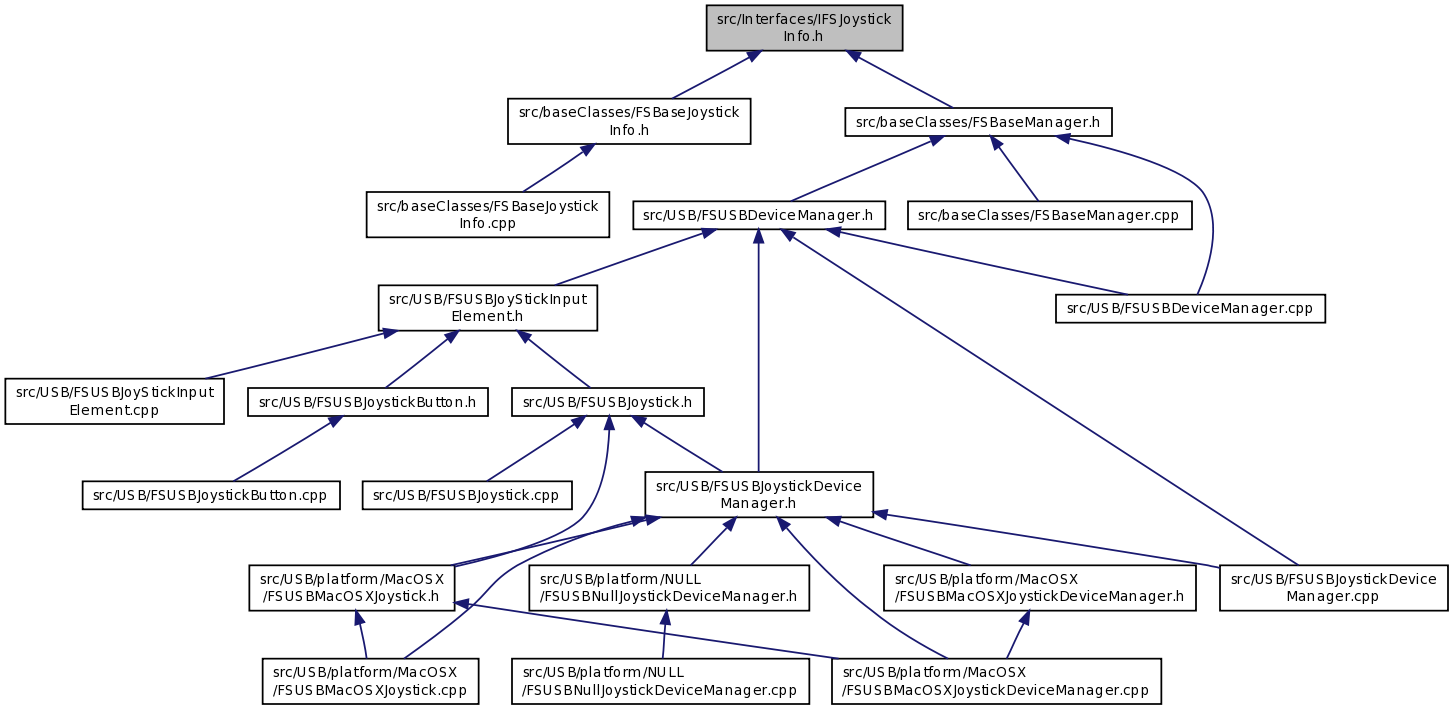 src/Interfaces/IFSJoystick
Info.h
src/baseClasses/FSBaseJoystick
Info.h
src/baseClasses/FSBaseManager.h
src/baseClasses/FSBaseJoystick
Info.cpp
src/USB/FSUSBDeviceManager.h
src/baseClasses/FSBaseManager.cpp
src/USB/FSUSBJoyStickInput
Element.h
src/USB/FSUSBDeviceManager.cpp
src/USB/FSUSBJoyStickInput
Element.cpp
src/USB/FSUSBJoystickButton.h
src/USB/FSUSBJoystick.h
src/USB/FSUSBJoystickButton.cpp
src/USB/FSUSBJoystick.cpp
src/USB/FSUSBJoystickDevice
Manager.h
src/USB/platform/MacOSX
/FSUSBMacOSXJoystick.h
src/USB/platform/NULL
/FSUSBNullJoystickDeviceManager.h
src/USB/platform/MacOSX
/FSUSBMacOSXJoystickDeviceManager.h
src/USB/FSUSBJoystickDevice
Manager.cpp
src/USB/platform/MacOSX
/FSUSBMacOSXJoystick.cpp
src/USB/platform/NULL
/FSUSBNullJoystickDeviceManager.cpp
src/USB/platform/MacOSX
/FSUSBMacOSXJoystickDeviceManager.cpp